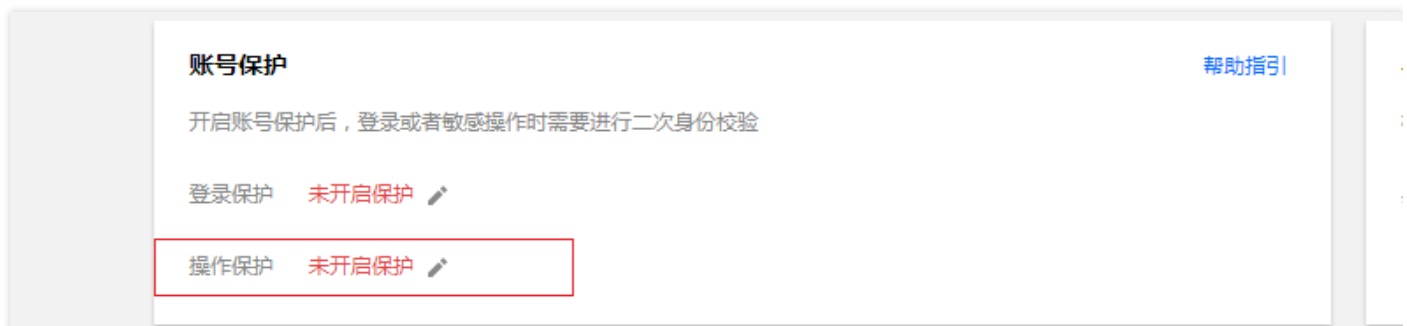 账号保护
帮助指引
开启账号保护后，登录或者敏感操作时需要进行二次身份校验
登录保护 未开启保护
操作保护 未开启保护